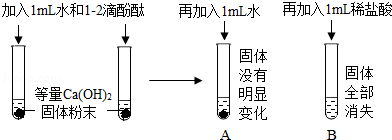 加入1mL水和1-2滴酚酞
等量Ca(OH)₂
固体粉末
再加入1mL水
固体
没有
明显
变化
A
再加入1mL稀盐酸
固体
全部
消失
B